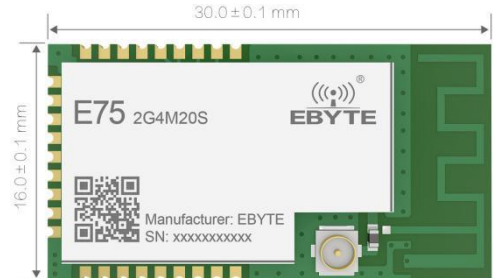 30.0±0.1 mm
16.0±0.1 mm
E75 2G4M20S
®
EBYTE
Manufacturer: EBYTE
SN: xxxxxxxxxxx